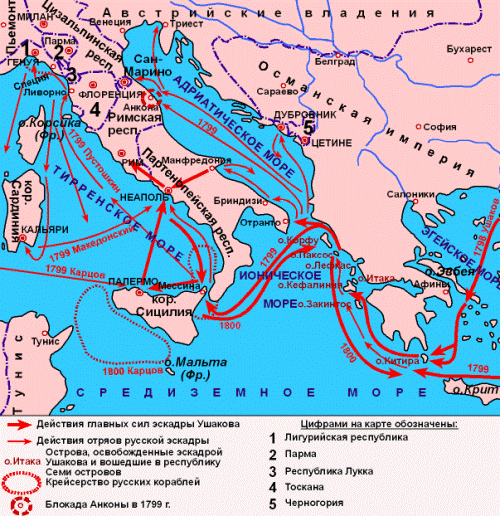 Австрийские владения
МИЛАН
Венеция
Триест
Пьемонт
Цизальпинская респ.
Парма
1
2
3
4
ГЕНУЯ
Специя
Ливорно
ФЛОРЕНЦИЯ
Сан-
Марино
Анкона
Римская
респ.
Белград
Бухарест
Сараево
Османская империя
АДРИАТИЧЕСКОЕ МОРЕ
1799
ДУБРОВНИК
5
ЦЕТИНЕ
София
о.Корсика
(Фр.)
1799 Пустошкин
РИМ
Партенопейская респ.
Манфредония
Салоники
ТИРРЕНСКОЕ МОРЕ
кор.
Сардиния
НЕАПОЛЬ
Бриндизи
Отранто
КАЛЬЯРИ
1799 Македонский
1799
о.Корфу
о.Паксос
о.Лефкас
ЭГЕЙСКОЕ МОРЕ
1799 Ушаков
1799 Карцов
ПАЛЕРМО
Мессина
ИОНИЧЕСКОЕ
МОРЕ
о.Кефалиния
о.Итака
о.Эвбея
Афины
о.Закинтос
кор.
СИЦИЛИЯ
1800
Тунис
ТУНИС
о.Мальта
(Фр.)
1800 Карцов
1800
о.Китира
1799
о.Крит
СРЕДИЗЕМНОЕ МОРЕ
Действия главных сил эскадры Ушакова
Действия отрядов русской эскадры
о.Итака
Острова, освобожденные эскадрой
Ушакова и вошедшие в республику
Семи островов
Крейсерство русских кораблей
Блокада Анконы в 1799 г.
Цифрами на карте обозначены:
1 Лигурийская республика
2 Парма
3 Республика Лукка
4 Тоскана
5 Черногория